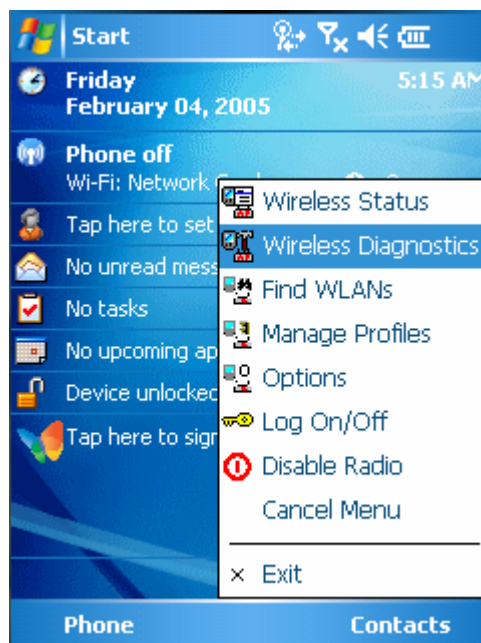 Start
Friday 5:15 AM
February 04, 2005
Phone off
Wi-Fi: Network
Tap here to set
No unread mess
No tasks
No upcoming ap
Device unlocked
Tap here to sign
Wireless Status
Wireless Diagnostics
Find WLANs
Manage Profiles
Options
Log On/Off
Disable Radio
Cancel Menu
Exit
Phone Contacts